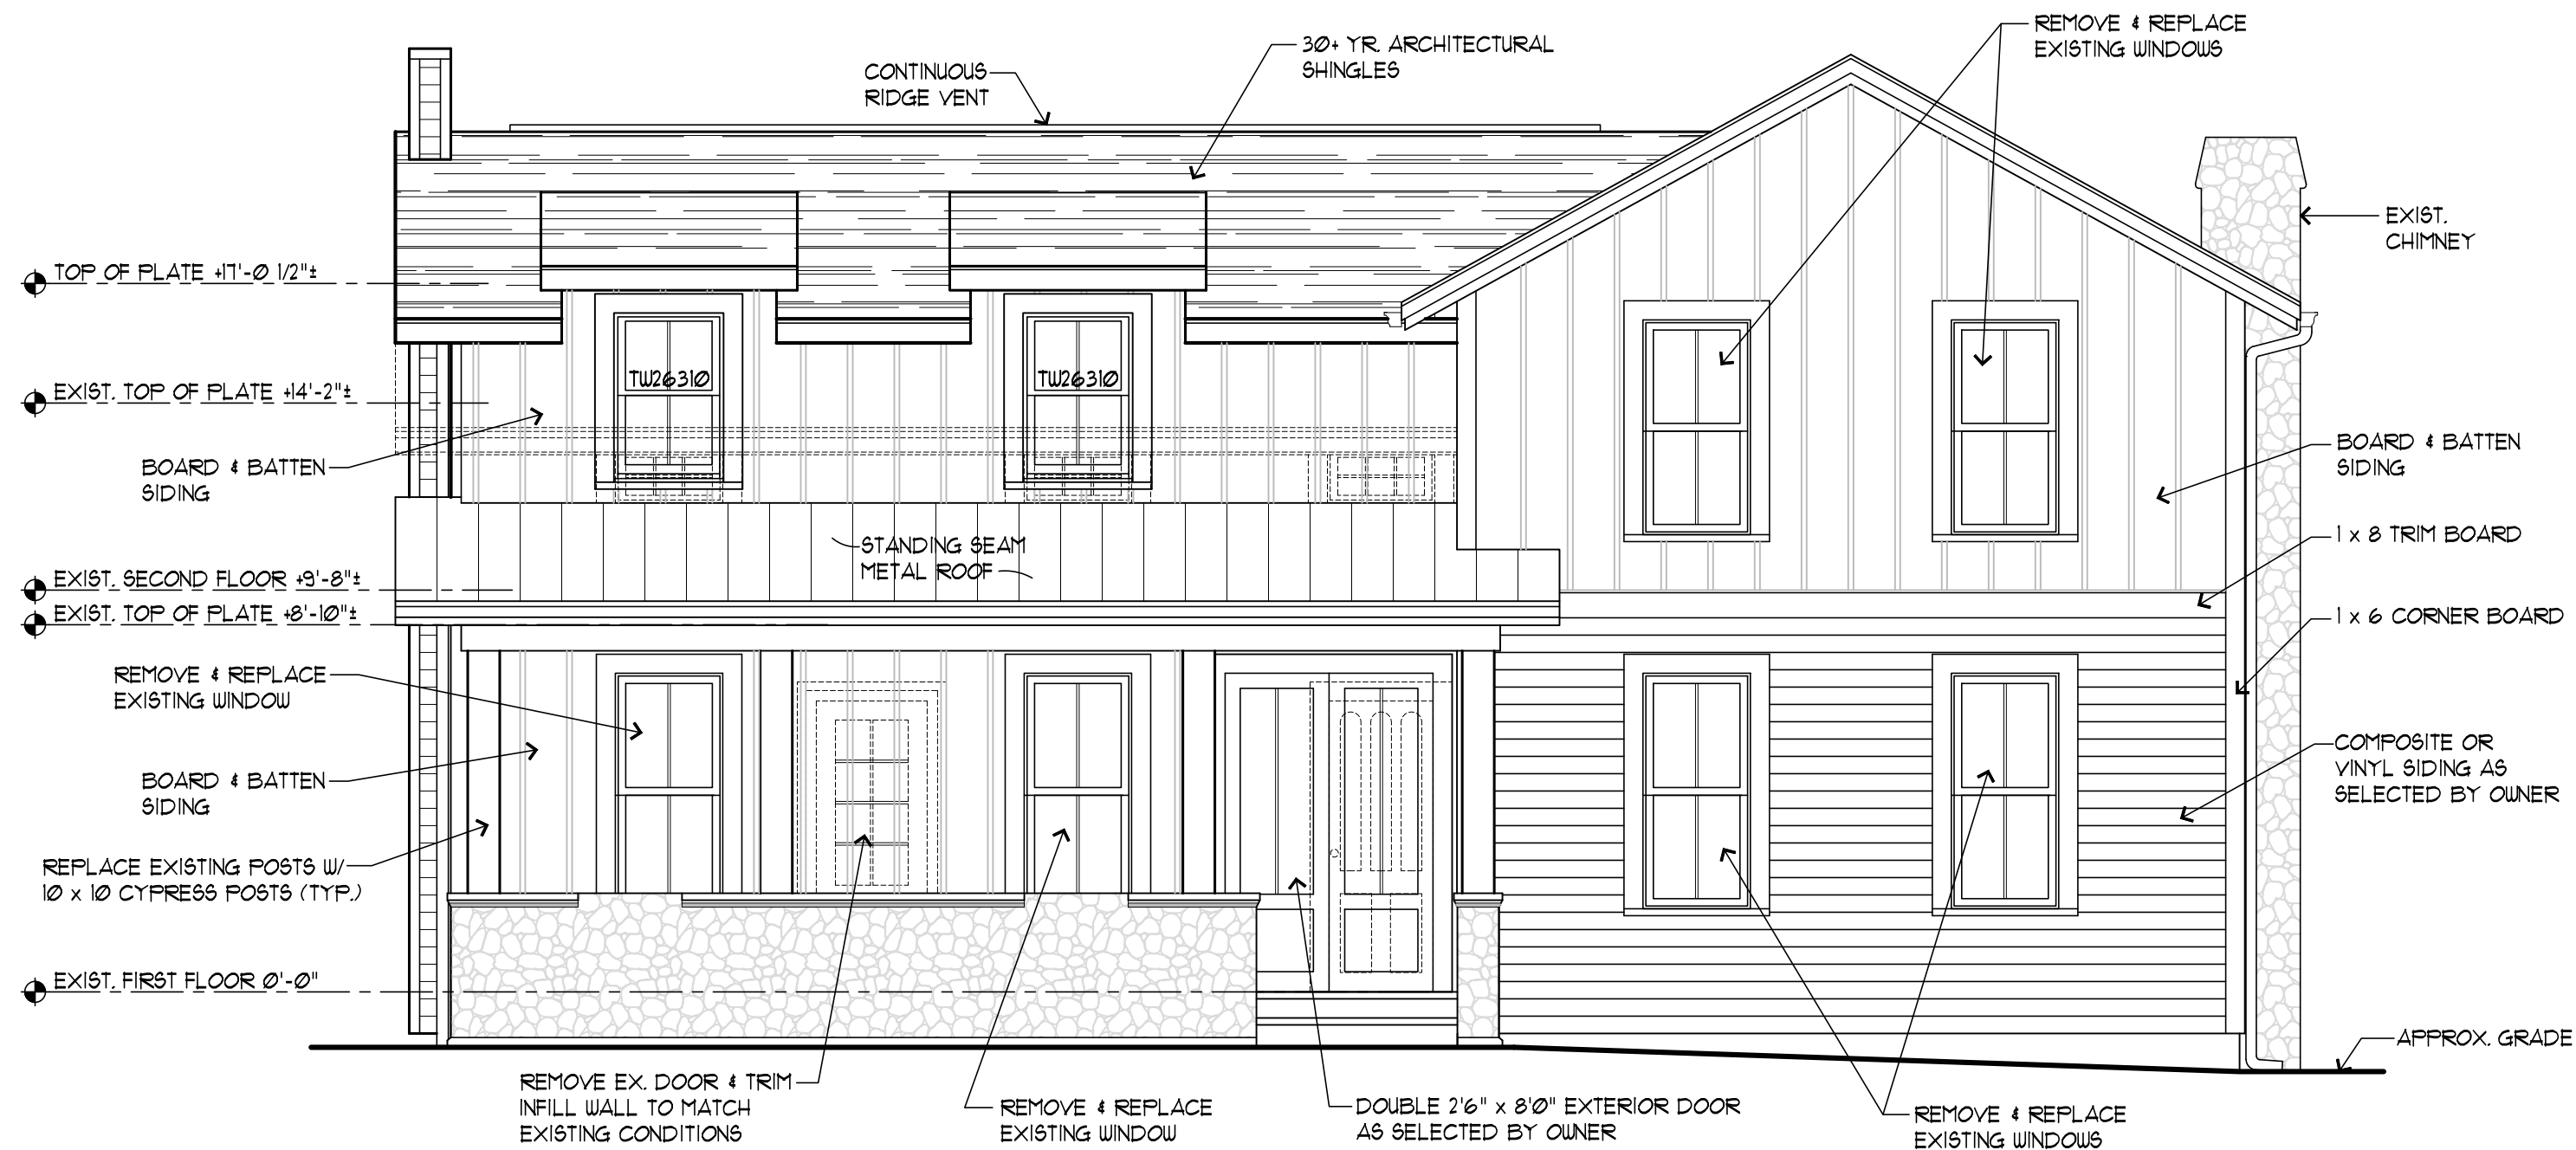 REMOVE & REPLACE
EXISTING WINDOWS
30+ YR. ARCHITECTURAL
SHINGLES
CONTINUOUS
RIDGE VENT
EXIST.
CHIMNEY
TOP OF PLATE +17'-0 1/2"±
TW26310
TW26310
EXIST. TOP OF PLATE +14'-2"±
BOARD & BATTEN
SIDING
BOARD & BATTEN
SIDING
STANDING SEAM
METAL ROOF
1 x 8 TRIM BOARD
EXIST. SECOND FLOOR +9'-8"±
EXIST. TOP OF PLATE +8'-10"±
1 x 6 CORNER BOARD
REMOVE & REPLACE
EXISTING WINDOW
COMPOSITE OR
VINYL SIDING AS
SELECTED BY OWNER
BOARD & BATTEN
SIDING
REPLACE EXISTING POSTS W/
10 x 10 CYPRESS POSTS (TYP.)
EXIST. FIRST FLOOR 0'-0"
APPROX. GRADE
REMOVE EX. DOOR & TRIM
INFILL WALL TO MATCH
EXISTING CONDITIONS
REMOVE & REPLACE
EXISTING WINDOW
DOUBLE 2'6" x 8'0" EXTERIOR DOOR
AS SELECTED BY OWNER
REMOVE & REPLACE
EXISTING WINDOWS